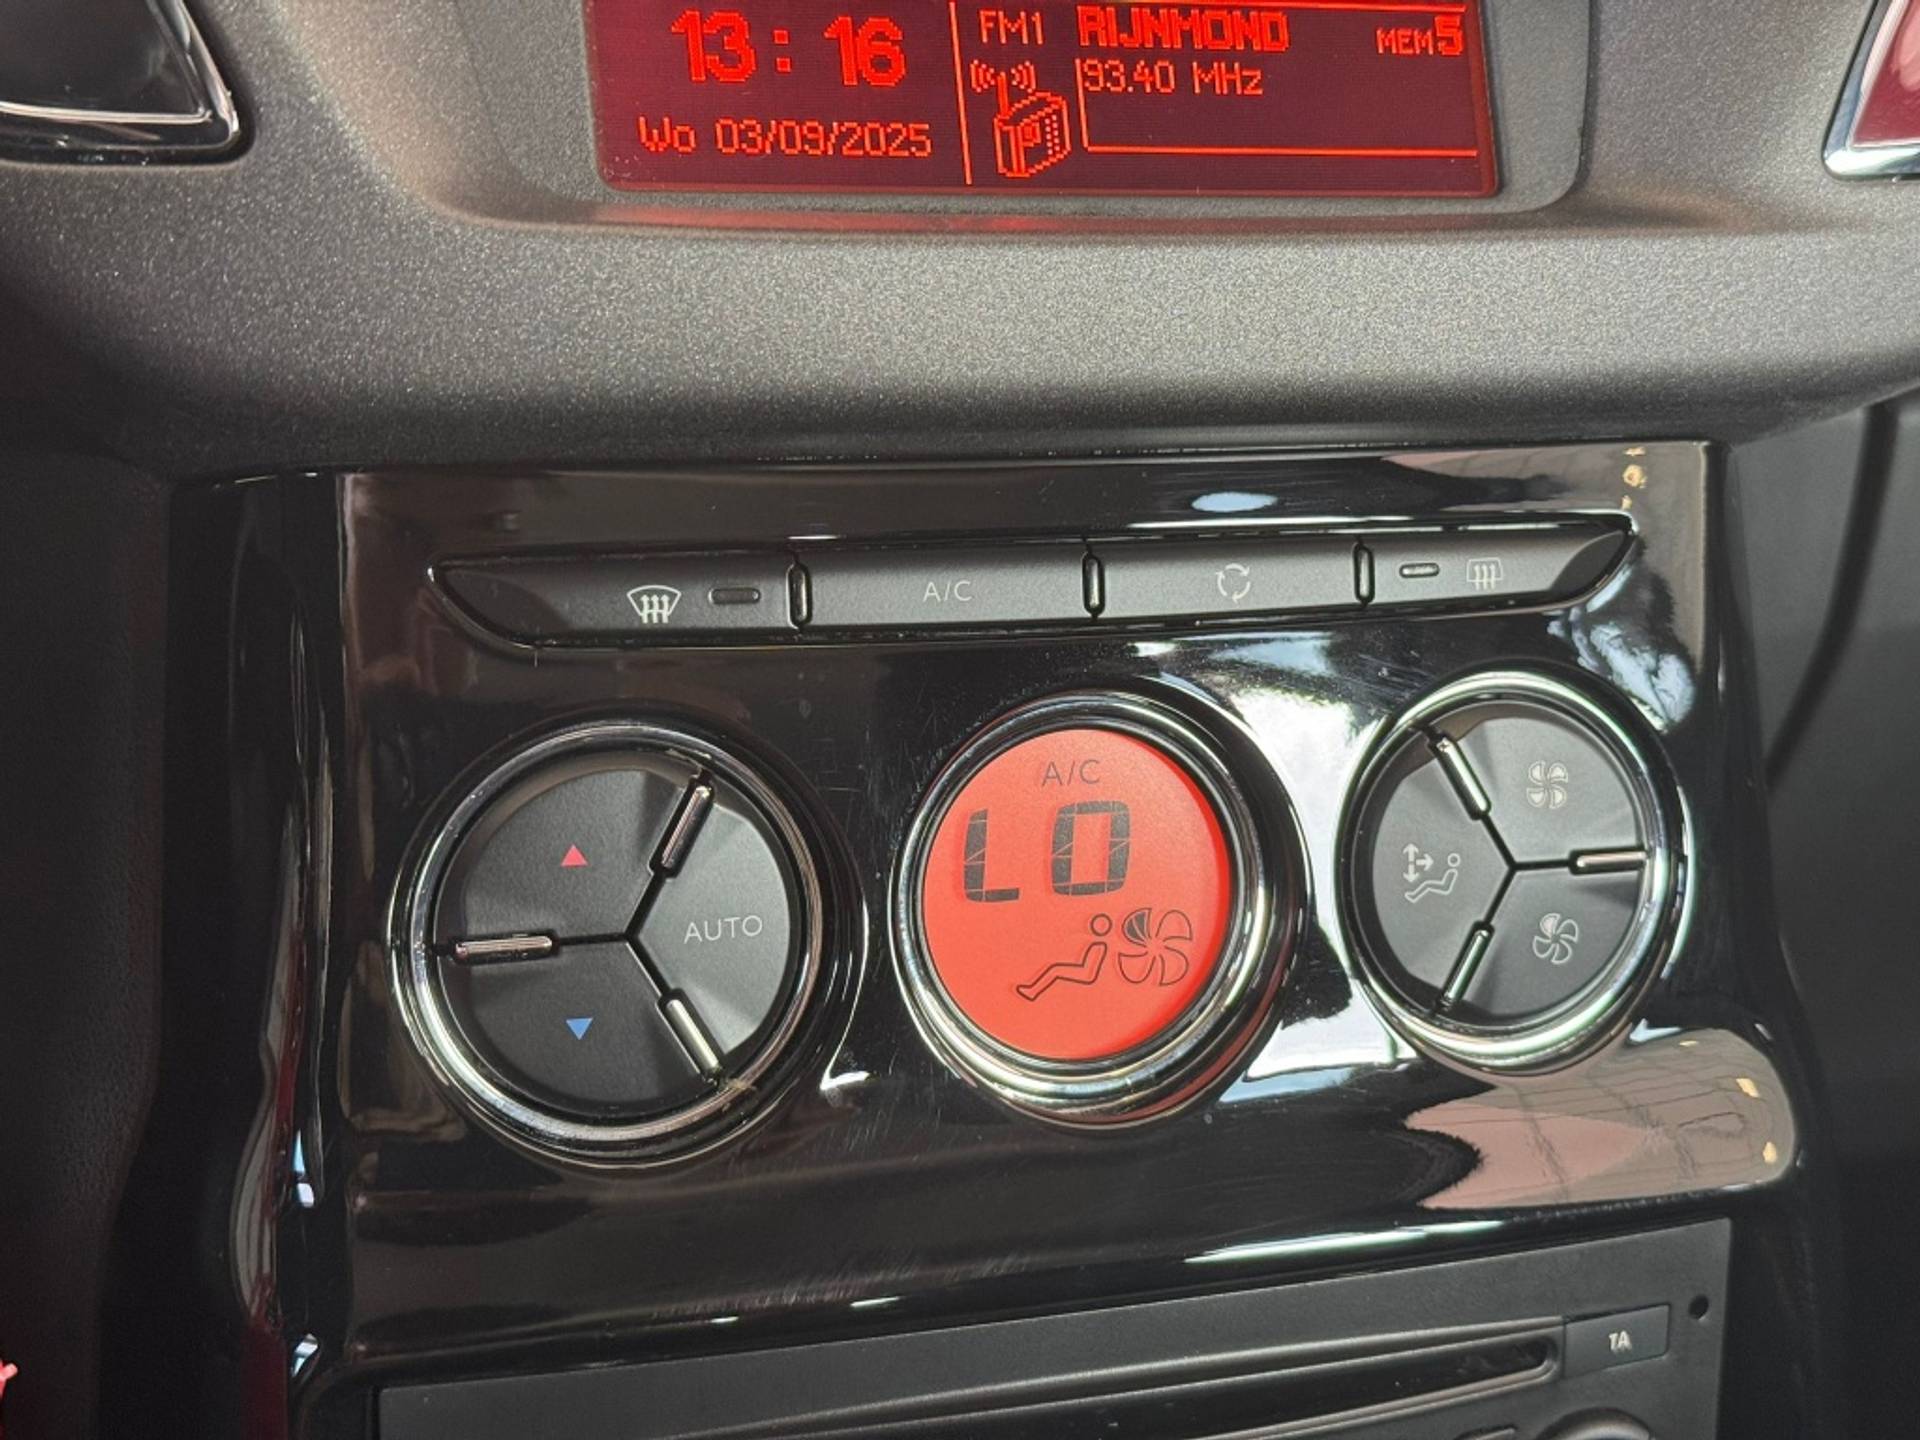 13:16
Wo 03/09/2025
FM1 RIJNMOND MEM5
93.40 MHz
A/C
AUTO
A/C
LO
TA